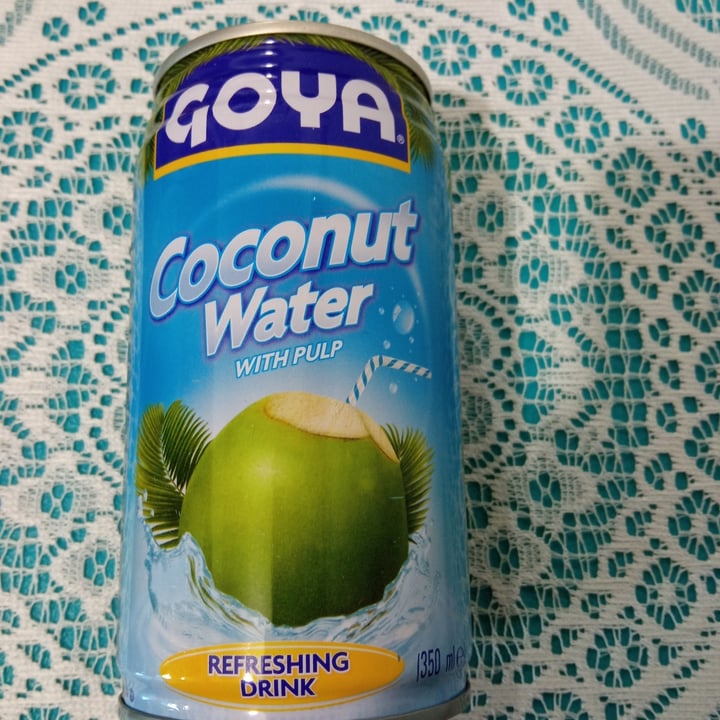 GOYA®
Coconut
Water
WITH PULP
REFRESHING
DRINK
350 ml e